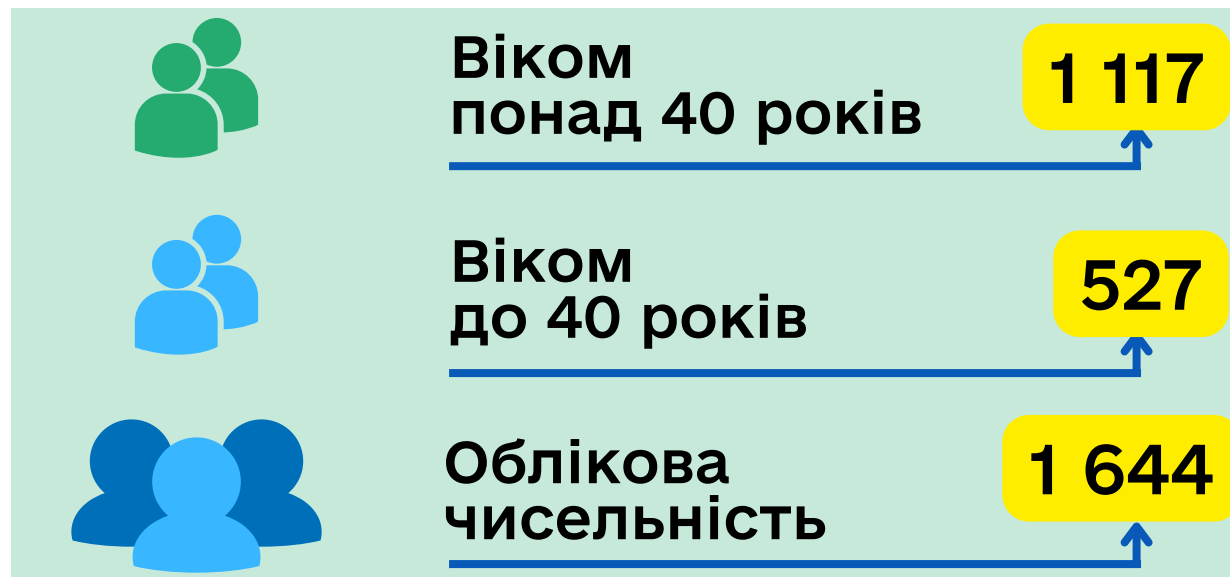 Віком
понад 40 років
1 117
Віком
до 40 років
527
Облікова
чисельність
1 644